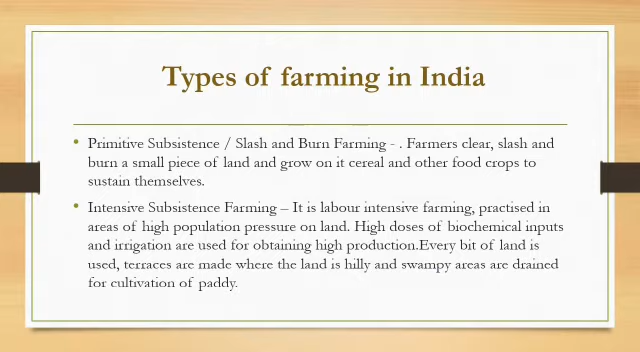 Types of farming in India
• Primitive Subsistence / Slash and Burn Farming - . Farmers clear, slash and
burn a small piece of land and grow on it cereal and other food crops to
sustain themselves.
• Intensive Subsistence Farming – It is labour intensive farming, practised in
areas of high population pressure on land. High doses of biochemical inputs
and irrigation are used for obtaining high production.Every bit of land is
used, terraces are made where the land is hilly and swampy areas are drained
for cultivation of paddy.